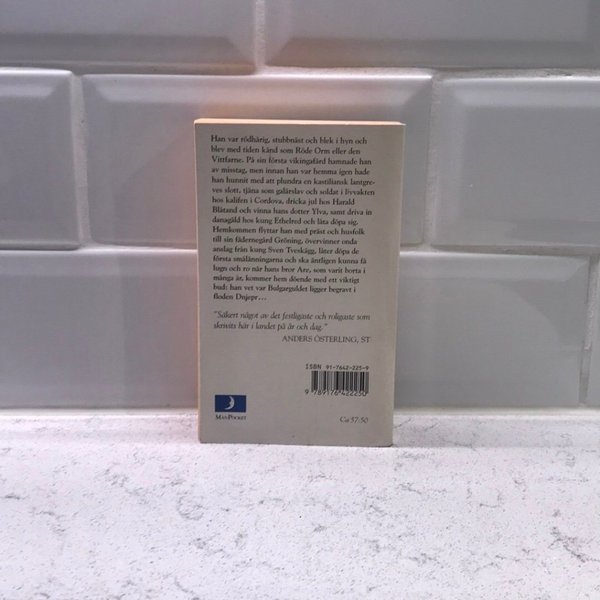 Han var rödhårig, stubbnäst och blek i hyn och
blev med tiden känd som Röde Orm eller den
Vittfarne. På sin första vikingafärd hamnade han
av misstag, men innan han var hemma igen hade
han hunnit med att plundra en kastiliansk lantgre-
ves slott, tjäna som galärslav och soldat i livvakten
hos kalifen i Cordova, dricka jul hos Harald
Blåtand och vinna hans dotter Ylva, samt driva in
danagäld hos kung Ethelred och låta döpa sig.
Hemkommen flyttar han med präst och husfolk
till sin fädernegård Gröning, övervinner onda
anslag från kung Sven Tveskägg, låter döpa de
första smålänningarna och ska äntligen kunna få
lugn och ro när hans bror Are, som varit borta i
många år, kommer hem döende med ett viktigt
bud: han vet var Bulgarguldet ligger begravt i
floden Dnjepr...
"Säkert något av det festligaste och roligaste som
skrivits här i landet på år och dag."
ANDERS ÖSTERLING, ST
ISBN 91-7642-225-9
9 789176 422250
MånPocket
Ca 57:50